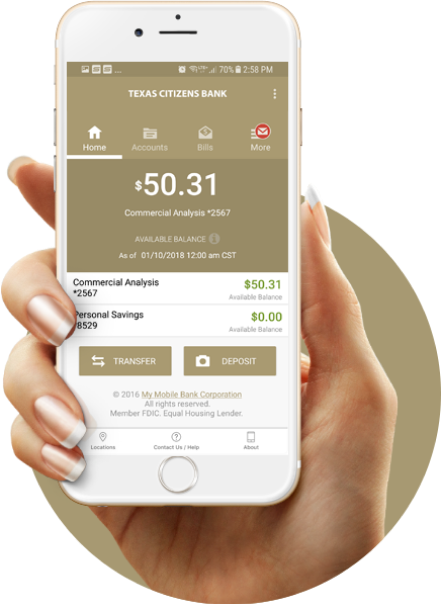 70% 2:58 PM
TEXAS CITIZENS BANK
Home Accounts Bills More
$50.31
Commercial Analysis *2567
AVAILABLE BALANCE
As of 01/10/2018 12:00 am CST
Commercial Analysis $50.31
*2567 Available Balance
Personal Savings $0.00
8529 Available Balance
TRANSFER DEPOSIT
© 2016 My Mobile Bank Corporation
All rights reserved.
Member FDIC. Equal Housing Lender.
Locations Contact Us / Help About